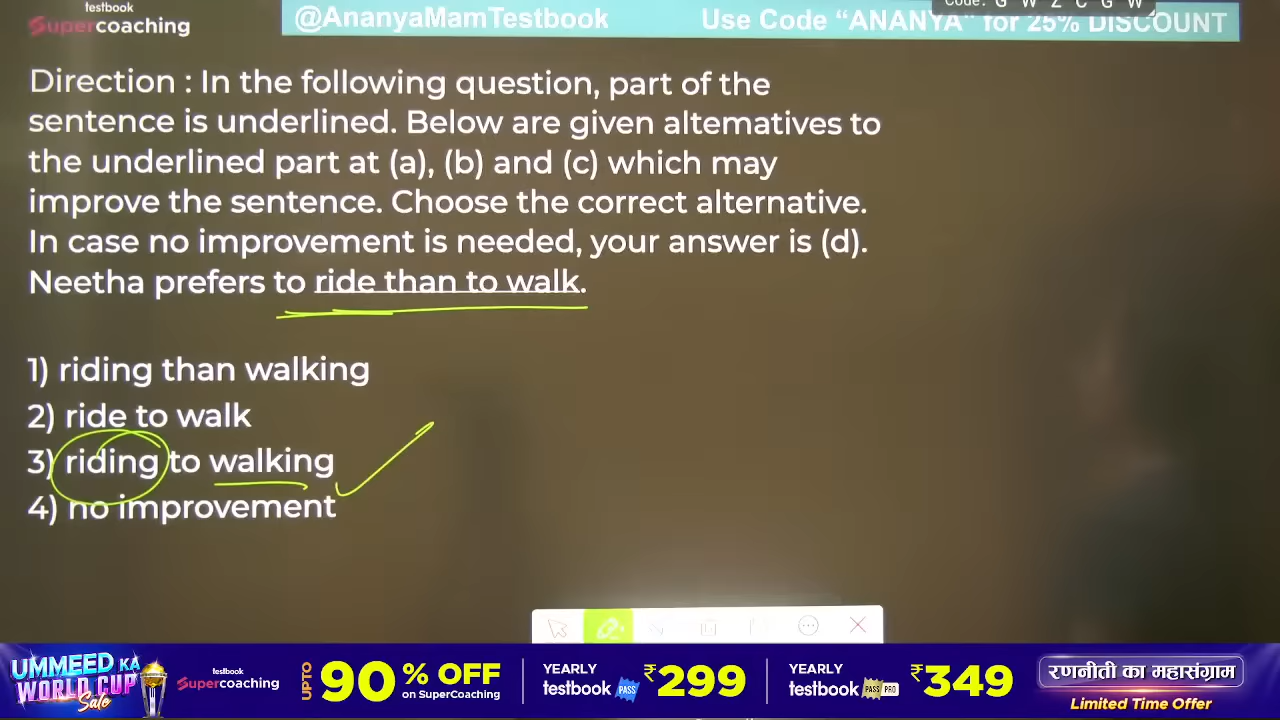 testbook
Supercoaching
@AnanyaMamTestbook
Use Code “ANANYA” for 25% DISCOUNT
Code: G W Z C G W
Direction : In the following question, part of the
sentence is underlined. Below are given altematives to
the underlined part at (a), (b) and (c) which may
improve the sentence. Choose the correct alternative.
In case no improvement is needed, your answer is (d).
Neetha prefers to ride than to walk.
1) riding than walking
2) ride to walk
3) riding to walking
4) no improvement
UMMEED KA
WORLD CUP
Sale
testbook
Supercoaching
UPTO 90% OFF
on SuperCoaching
YEARLY
testbook PASS
₹299
YEARLY
testbook PASS PRO
₹349
रणनीती का महासंग्राम
Limited Time Offer